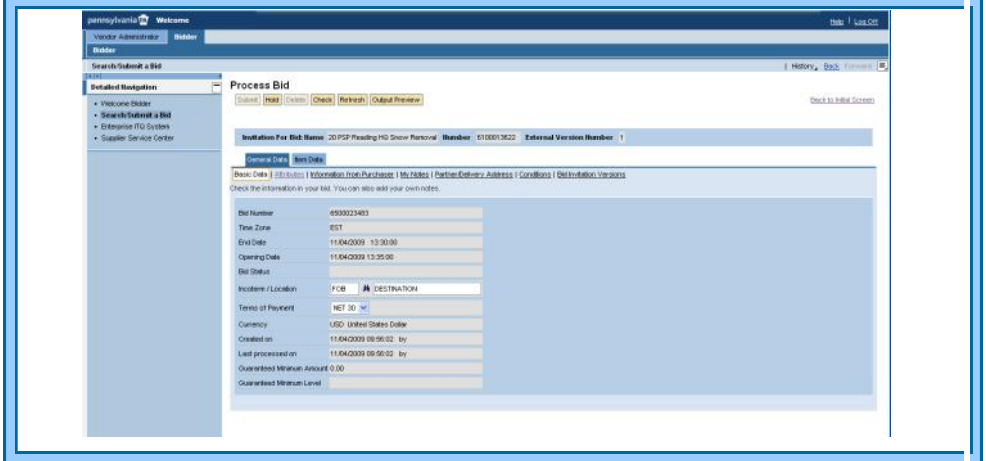 pennsylvania PA Welcome Help | Log Off
Vendor Administrator Bidder
Bidder
Search/Submit a Bid | History Back Forward
Detailed Navigation
• Welcome Bidder
• Search/Submit a Bid
• Enterprise ITQ System
• Supplier Service Center
Process Bid
Submit Hold Delete Check Refresh Output Preview Back to Initial Screen
Invitation For Bid: Name 20 PSP Reading HQ Snow Removal Number 6100013622 External Version Number 1
General Data Item Data
Basic Data | Attributes | Information from Purchaser | My Notes | Partner/Delivery Address | Conditions | Bid Invitation Versions
Check the information in your bid. You can also add your own notes.
Bid Number 6500023483
Time Zone EST
End Date 11/04/2009 13:30:00
Opening Date 11/04/2009 13:35:00
Bid Status
Incoterm / Location FOB DESTINATION
Terms of Payment NET 30
Currency USD United States Dollar
Created on 11/04/2009 09:56:02 by
Last processed on 11/04/2009 09:56:02 by
Guaranteed Minimum Amount 0.00
Guaranteed Minimum Level